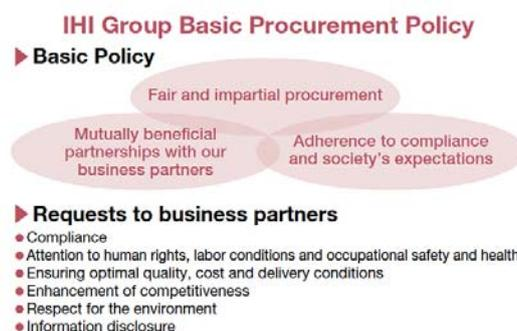 IHI Group Basic Procurement Policy
Basic Policy
Fair and impartial procurement
Mutually beneficial
partnerships with our
business partners
Adherence to compliance
and society's expectations
Requests to business partners
Compliance
Attention to human rights, labor conditions and occupational safety and health
Ensuring optimal quality, cost and delivery conditions
Enhancement of competitiveness
Respect for the environment
Information disclosure